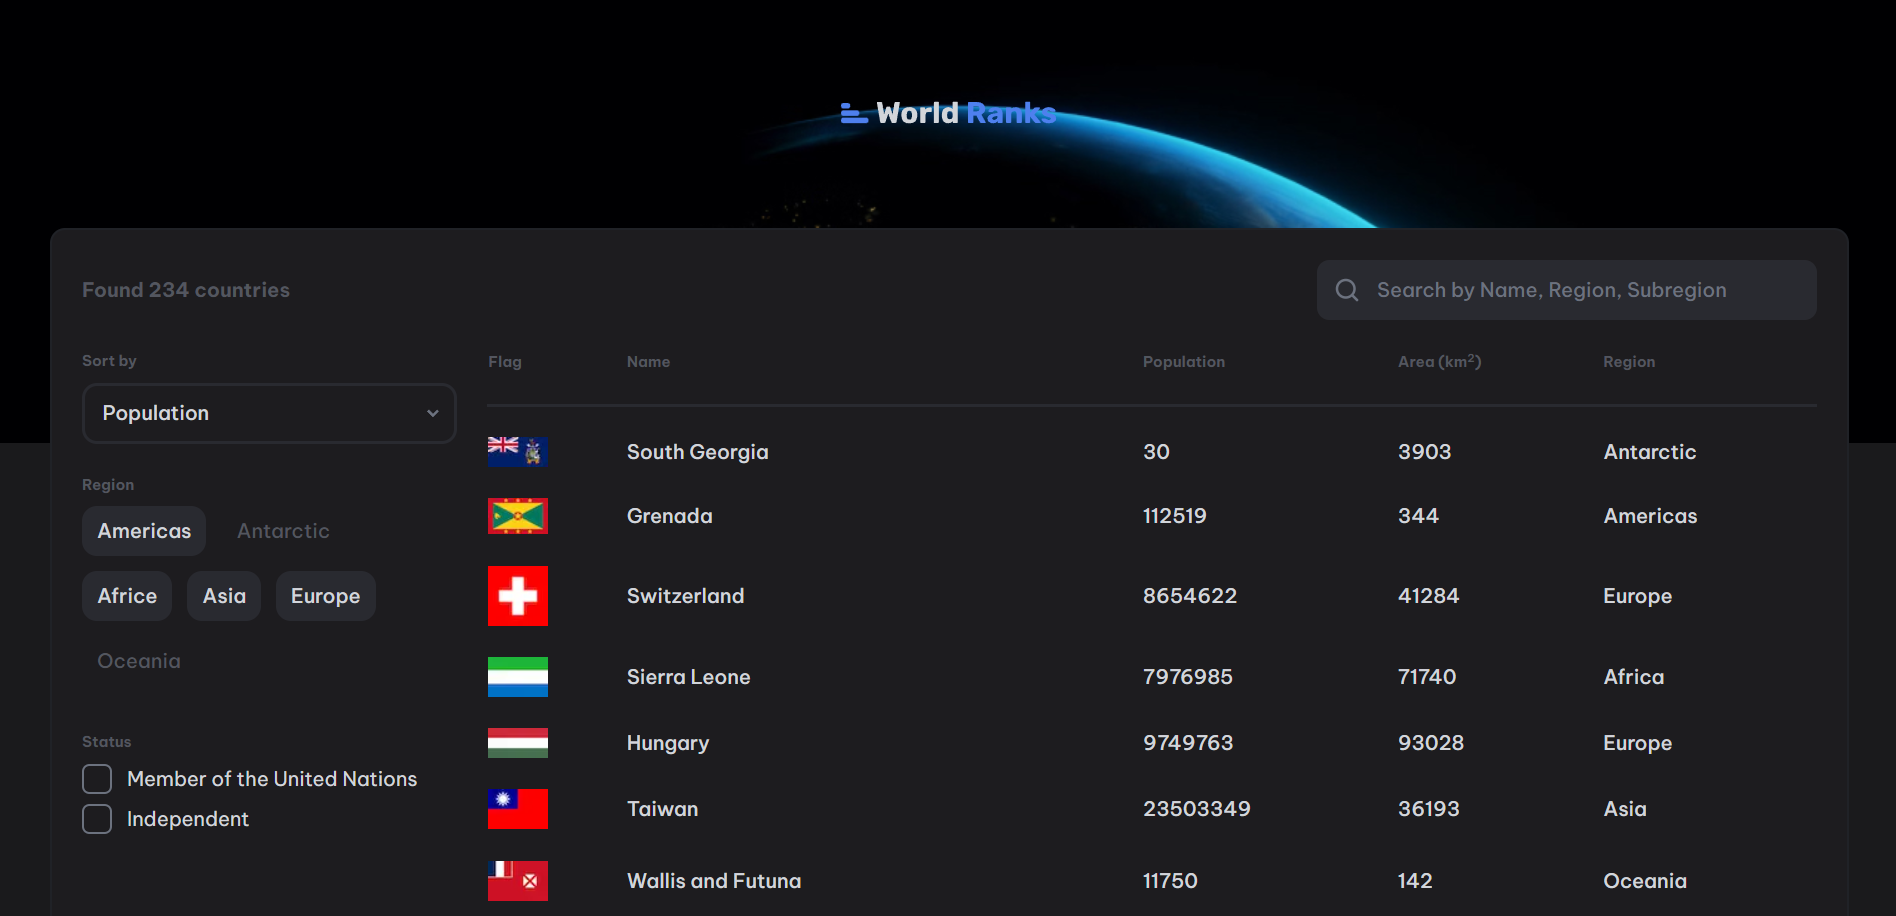 World Ranks
Found 234 countries
Search by Name, Region, Subregion
Sort by
Population
Region
Americas Antarctic
Africe Asia Europe
Oceania
Status
Member of the United Nations
Independent
Flag Name Population Area (km²) Region
South Georgia 30 3903 Antarctic
Grenada 112519 344 Americas
Switzerland 8654622 41284 Europe
Sierra Leone 7976985 71740 Africa
Hungary 9749763 93028 Europe
Taiwan 23503349 36193 Asia
Wallis and Futuna 11750 142 Oceania